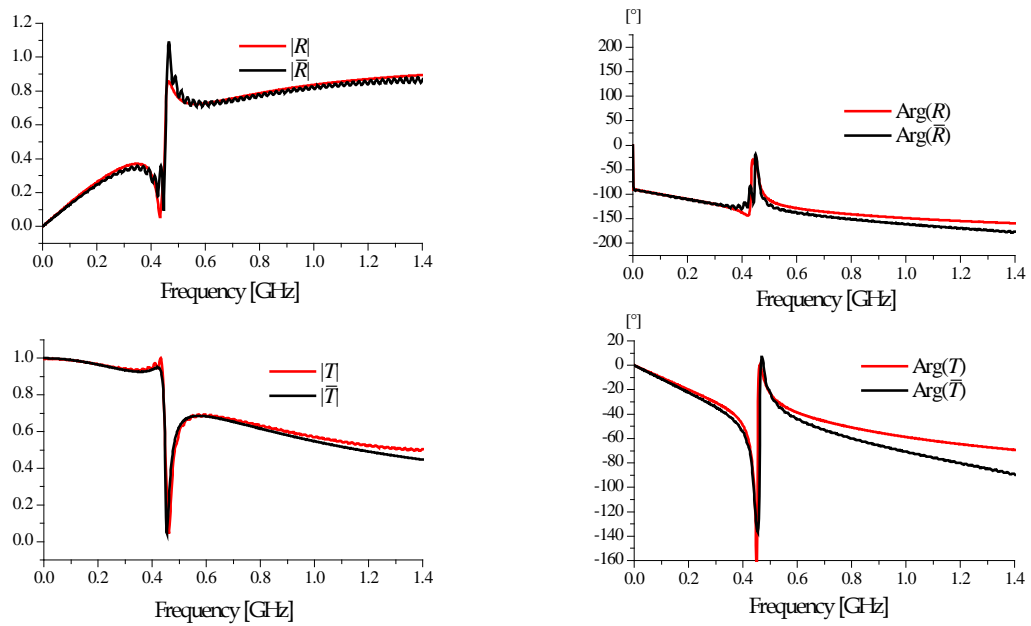 1.2
1.0
0.8
0.6
0.4
0.2
0.0
|R|
|R̄|
0.0 0.2 0.4 0.6 0.8 1.0 1.2 1.4
Frequency [GHz]
[°]
200
150
100
50
0
-50
-100
-150
-200
Arg(R)
Arg(R̄)
0.0 0.2 0.4 0.6 0.8 1.0 1.2 1.4
Frequency [GHz]
1.0
0.8
0.6
0.4
0.2
0.0
|T|
|T̄|
0.0 0.2 0.4 0.6 0.8 1.0 1.2 1.4
Frequency [GHz]
[°]
20
0
-20
-40
-60
-80
-100
-120
-140
-160
Arg(T)
Arg(T̄)
0.0 0.2 0.4 0.6 0.8 1.0 1.2 1.4
Frequency [GHz]